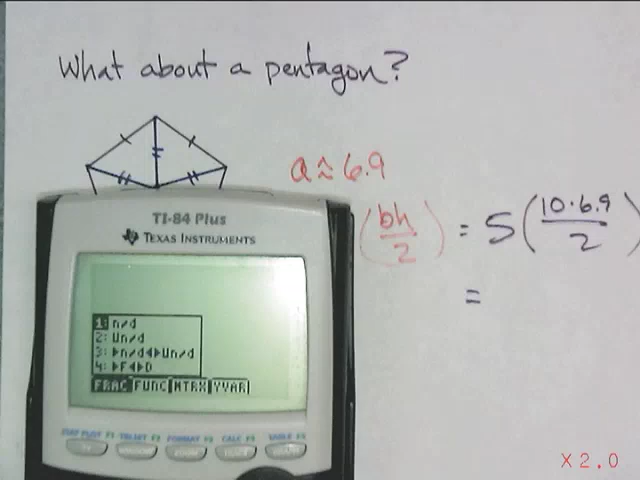 What about a pentagon?
a ≈ 6.9
(bh/2) = 5(10·6.9/2)
=
TI-84 Plus
TEXAS INSTRUMENTS
1: n/d
2: Un/d
3: ►n/d◄►Un/d
4: ►F◄►D
FRAC FUNC MTRX YVAR
STAT PLOT F1 TBLSET F2 FORMAT F3 CALC F4 TABLE F5
X2.0